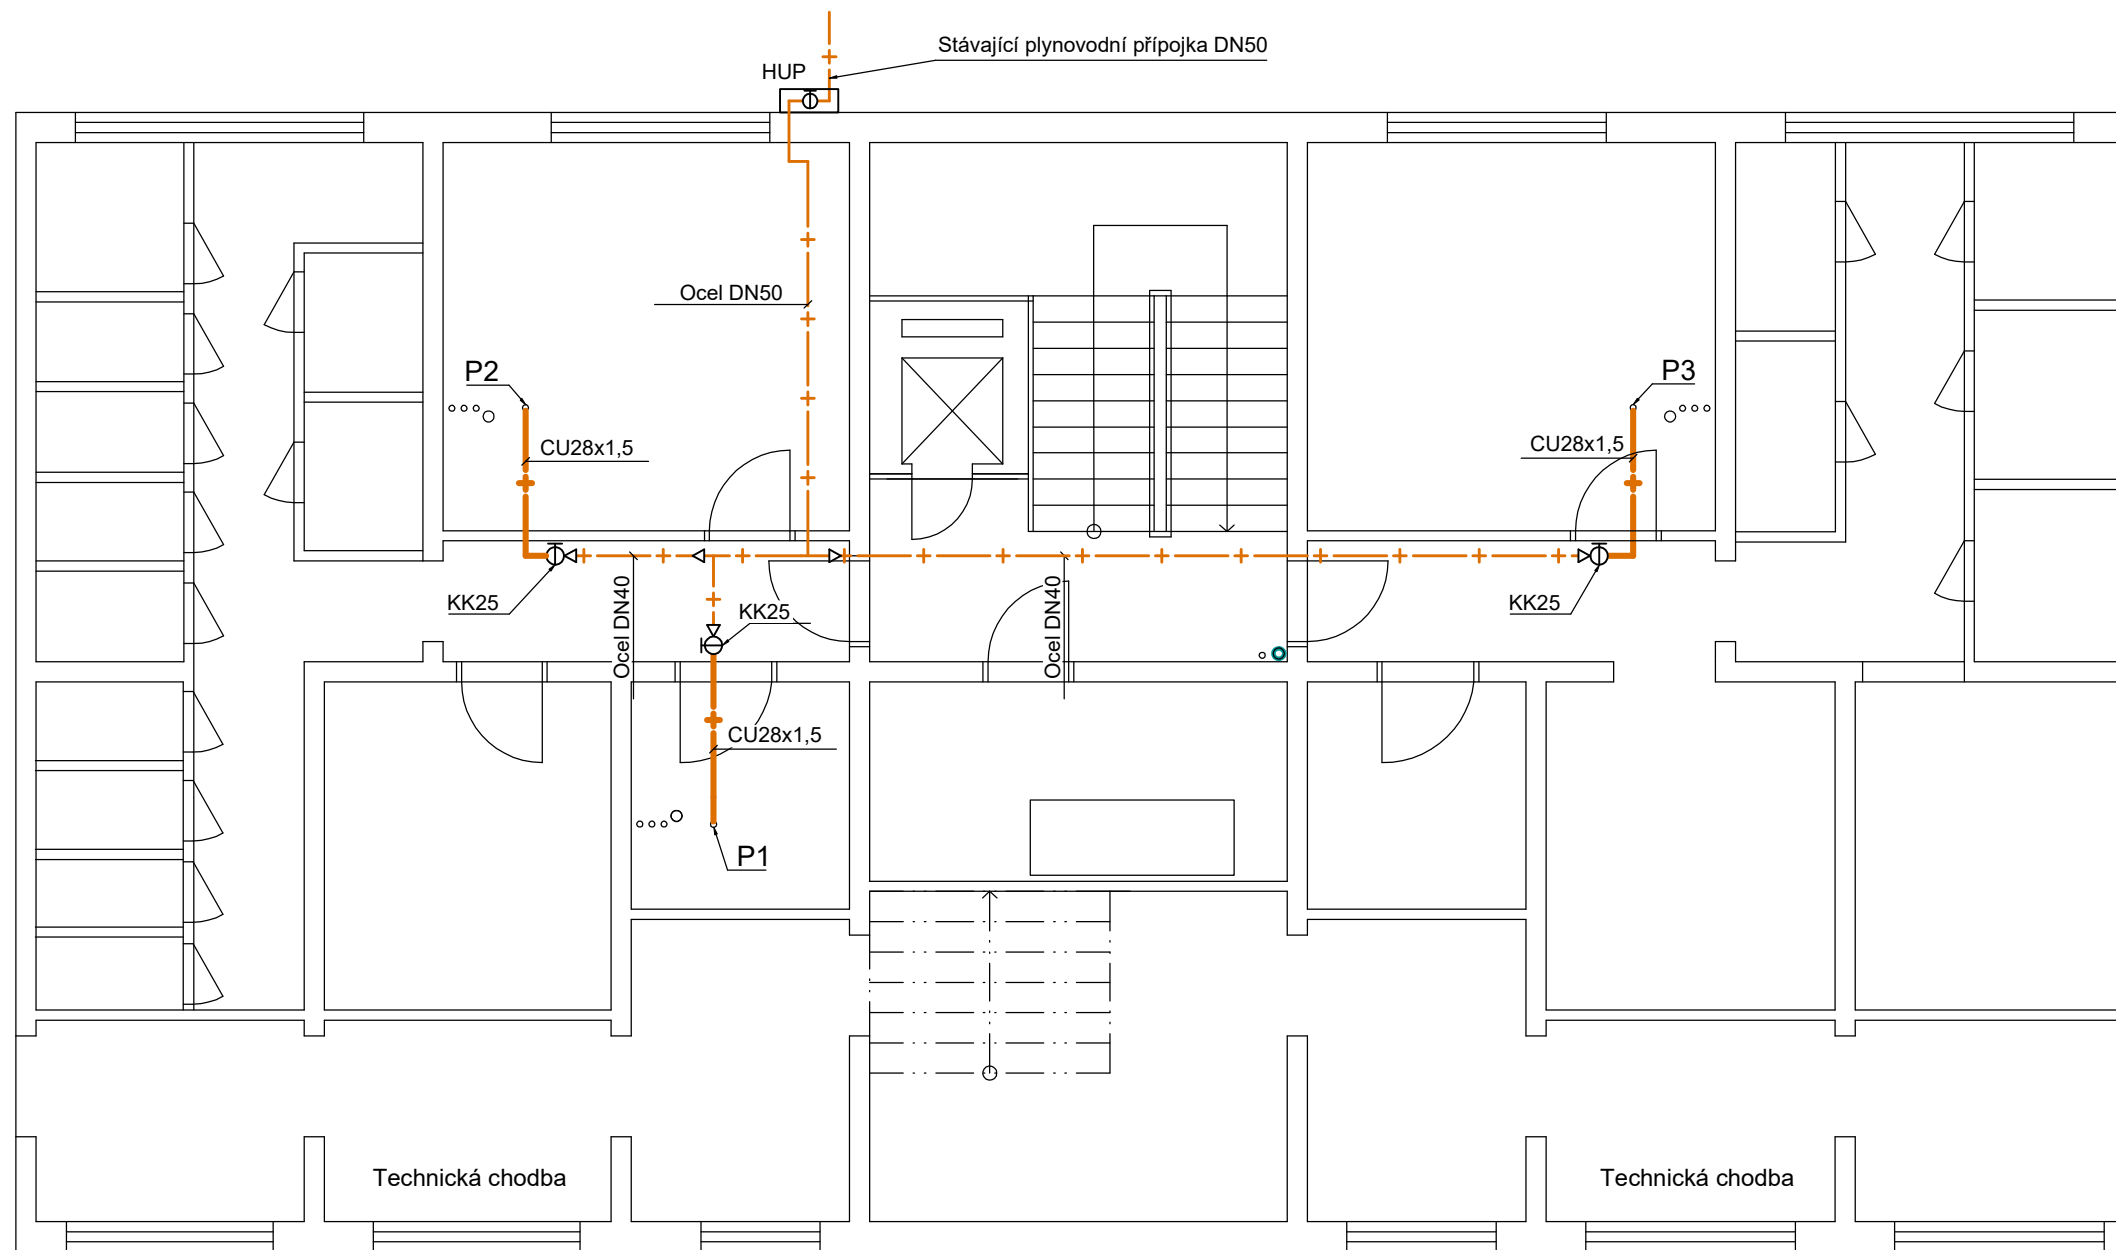 Stávající plynovodní přípojka DN50
HUP
Ocel DN50
P2
P3
CU28x1,5
CU28x1,5
KK25
Ocel DN40
KK25
Ocel DN40
KK25
CU28x1,5
P1
Technická chodba
Technická chodba